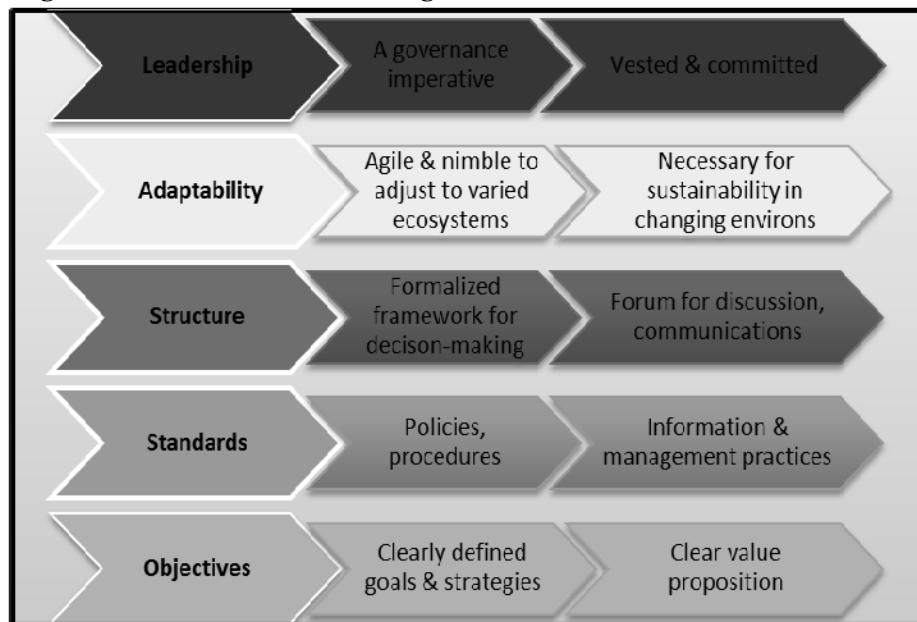 Leadership
A governance
imperative
Vested & committed
Adaptability
Agile & nimble to
adjust to varied
ecosystems
Necessary for
sustainability in
changing environs
Structure
Formalized
framework for
decison-making
Forum for discussion,
communications
Standards
Policies,
procedures
Information &
management practices
Objectives
Clearly defined
goals & strategies
Clear value
proposition